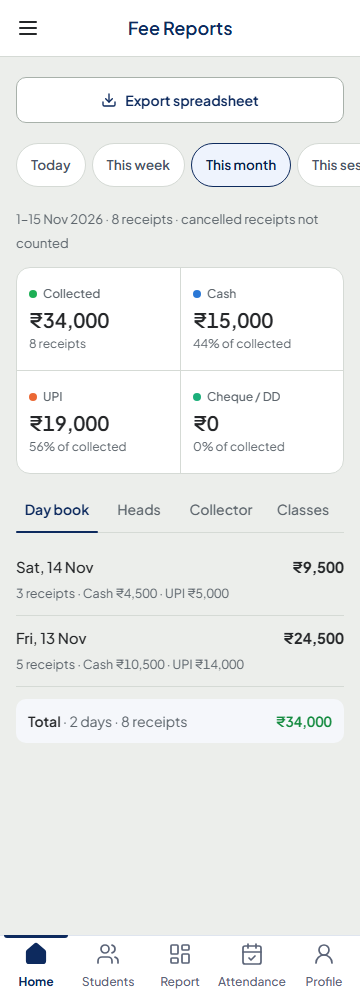 Fee Reports
Export spreadsheet
Today
This week
This month
This ses
1–15 Nov 2026 · 8 receipts · cancelled receipts not
counted
Collected
₹34,000
8 receipts
Cash
₹15,000
44% of collected
UPI
₹19,000
56% of collected
Cheque / DD
₹0
0% of collected
Day book
Heads
Collector
Classes
Sat, 14 Nov
₹9,500
3 receipts · Cash ₹4,500 · UPI ₹5,000
Fri, 13 Nov
₹24,500
5 receipts · Cash ₹10,500 · UPI ₹14,000
Total · 2 days · 8 receipts
₹34,000
Home
Students
Report
Attendance
Profile